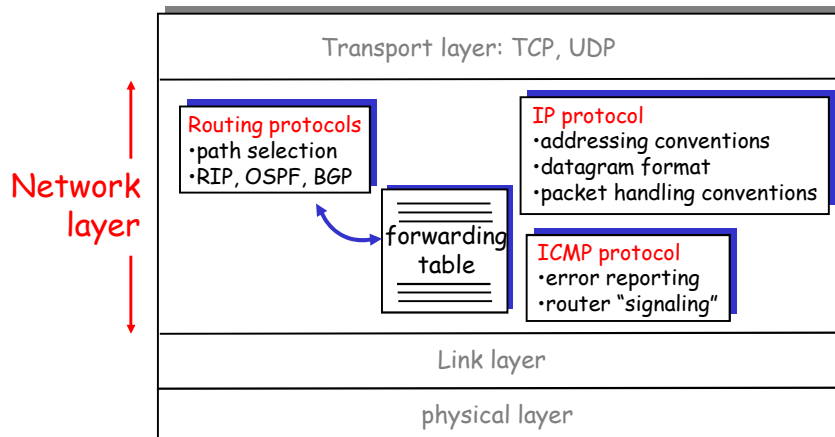 Transport layer: TCP, UDP
Network
layer
Routing protocols
•path selection
•RIP, OSPF, BGP
forwarding
table
IP protocol
•addressing conventions
•datagram format
•packet handling conventions
ICMP protocol
•error reporting
•router “signaling”
Link layer
physical layer